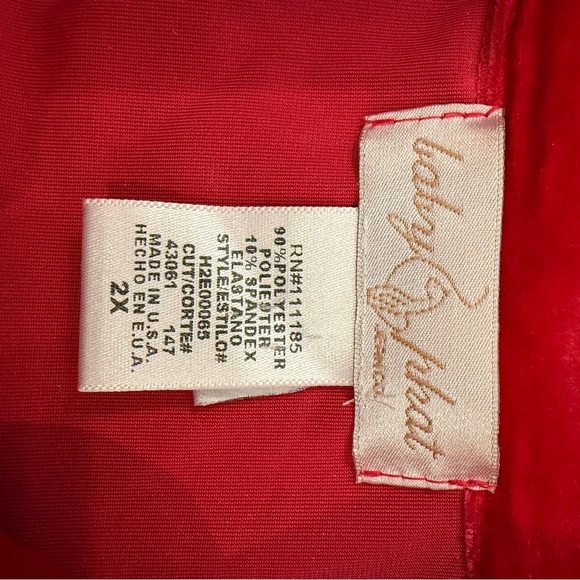 baby phat
RN#111185
90%POLYESTER
POLIESTER
10% SPANDEX
ELASTANO
STYLE/ESTILO#
H2E00065
CUT/CORTE#
43061 147
MADE IN U.S.A.
HECHO EN E.U.A.
2X